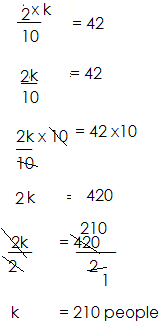 2 x k = 42
10
2k = 42
10
2k x 10 = 42 x10
10
2k = 420
210
2k = 420
2 2
1
k = 210 people